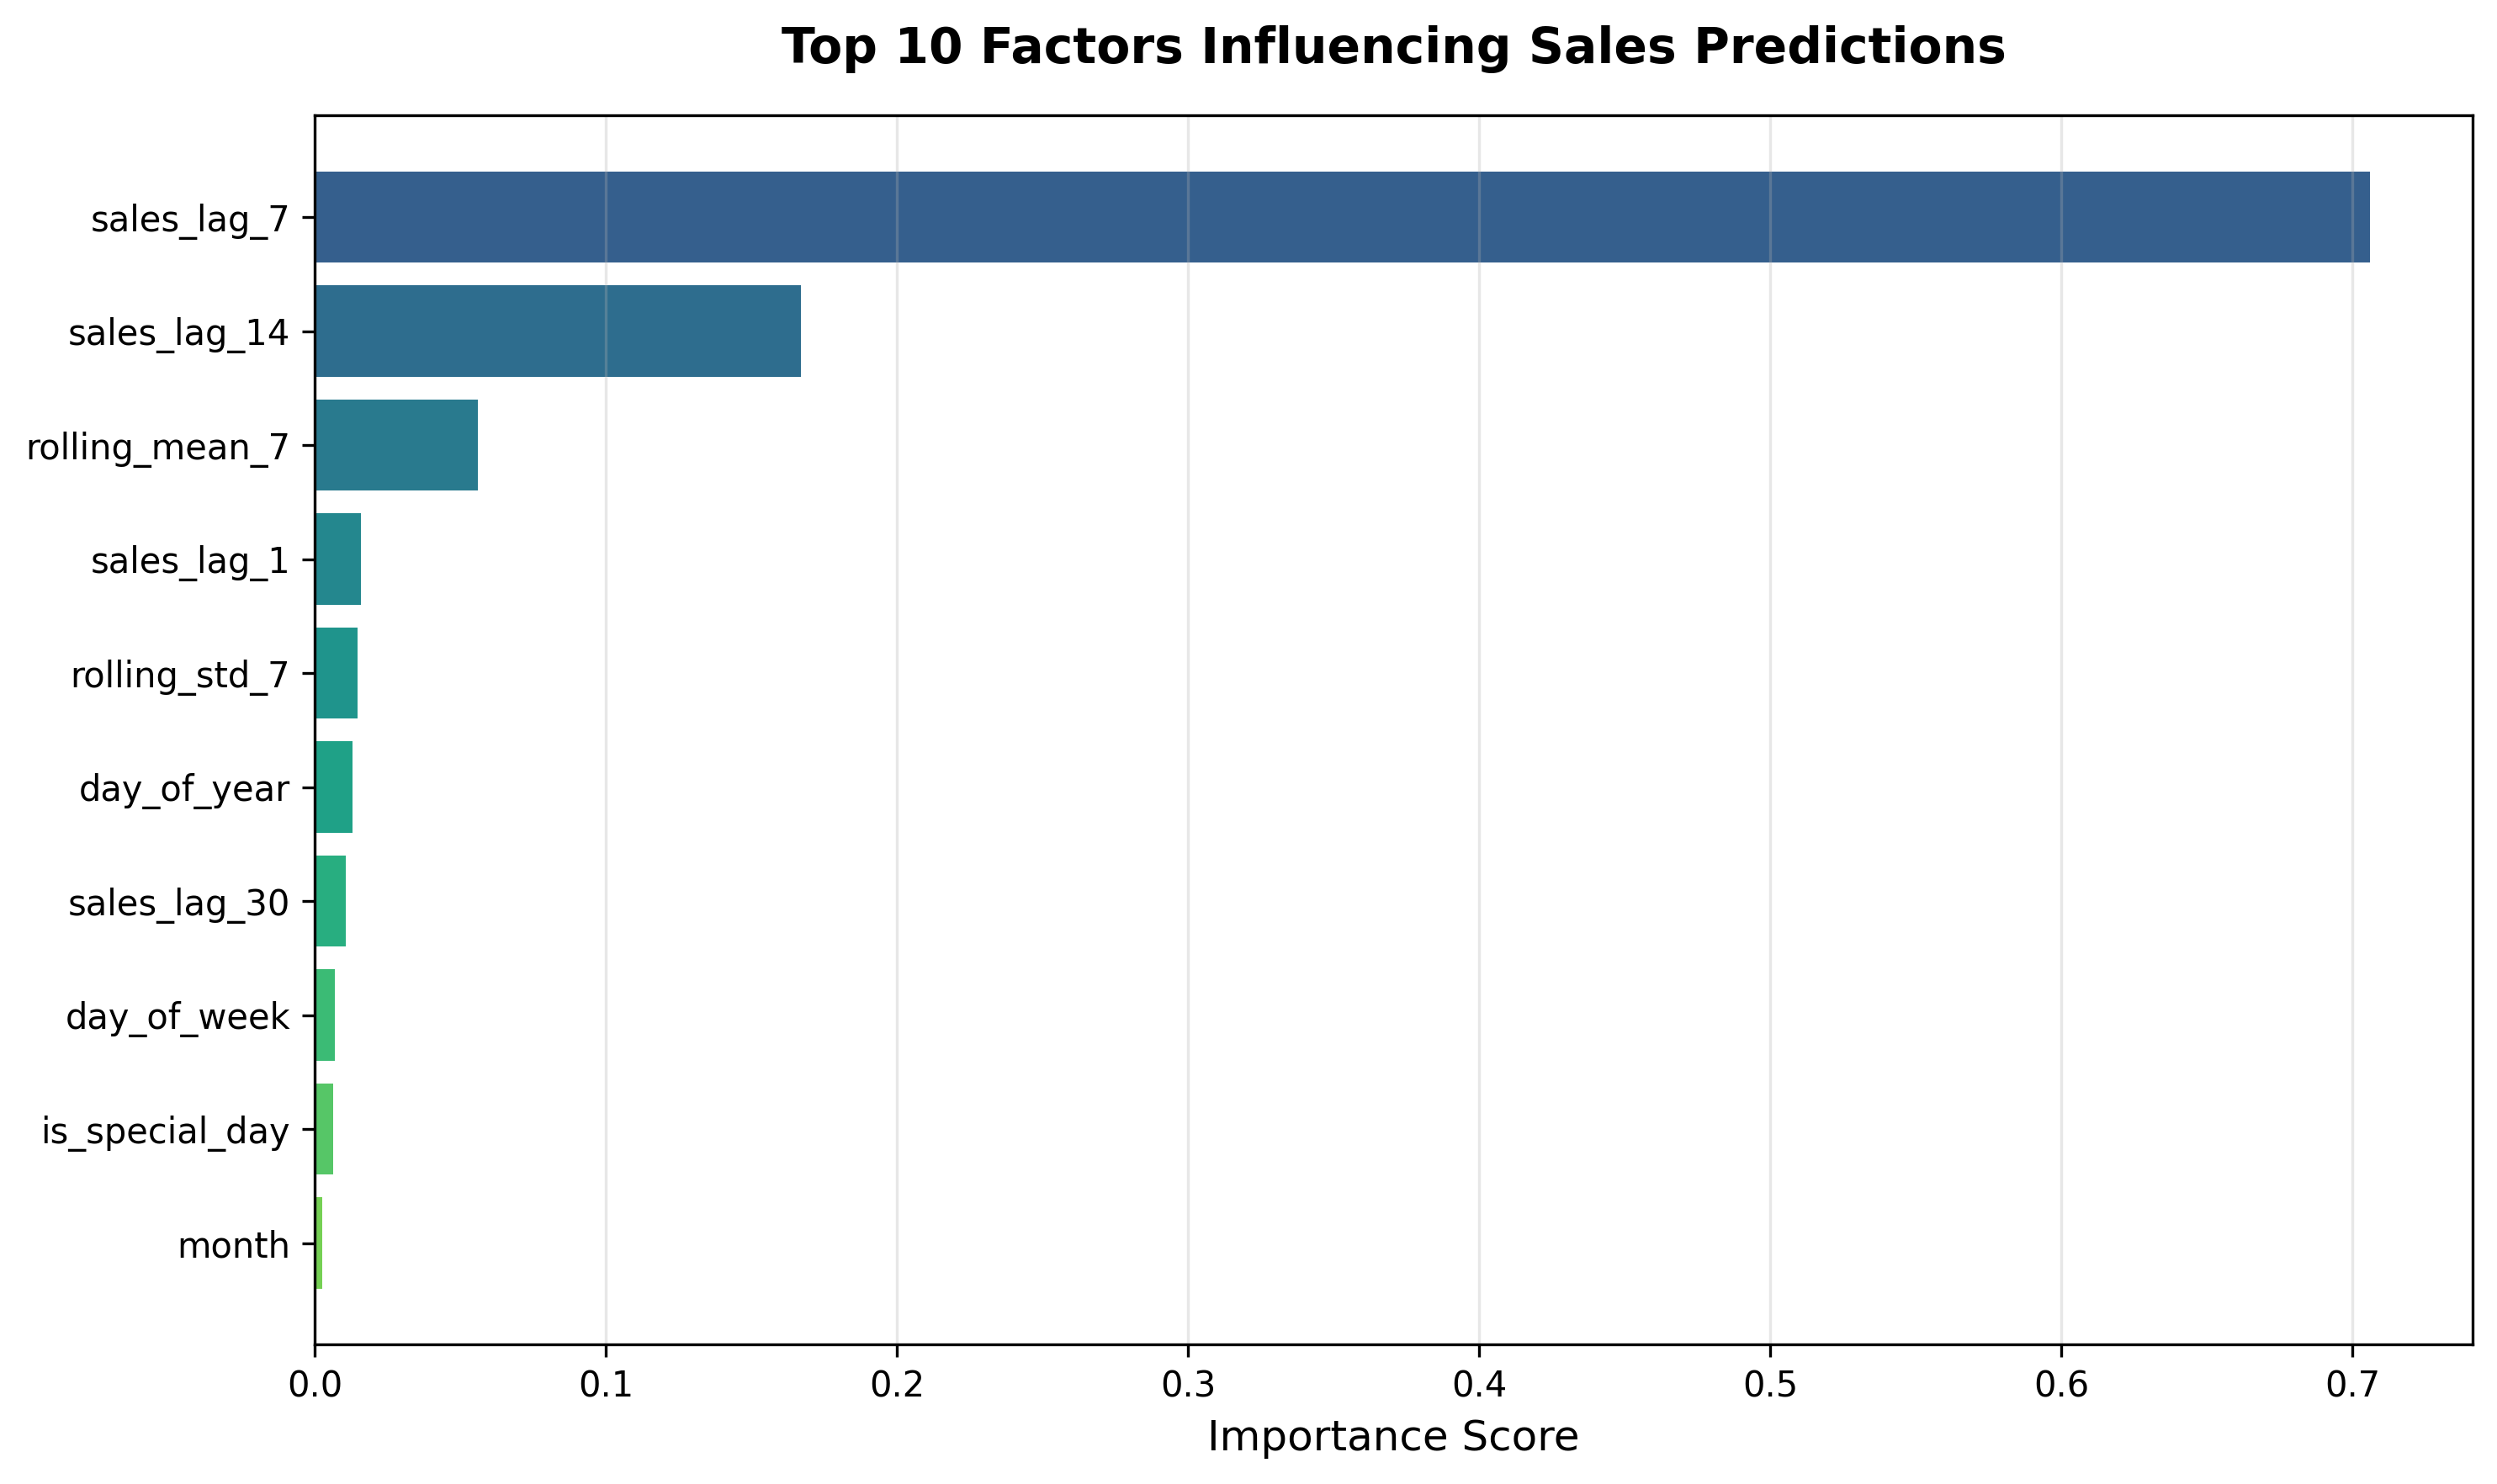 Top 10 Factors Influencing Sales Predictions
sales_lag_7
sales_lag_14
rolling_mean_7
sales_lag_1
rolling_std_7
day_of_year
sales_lag_30
day_of_week
is_special_day
month
0.0 0.1 0.2 0.3 0.4 0.5 0.6 0.7
Importance Score